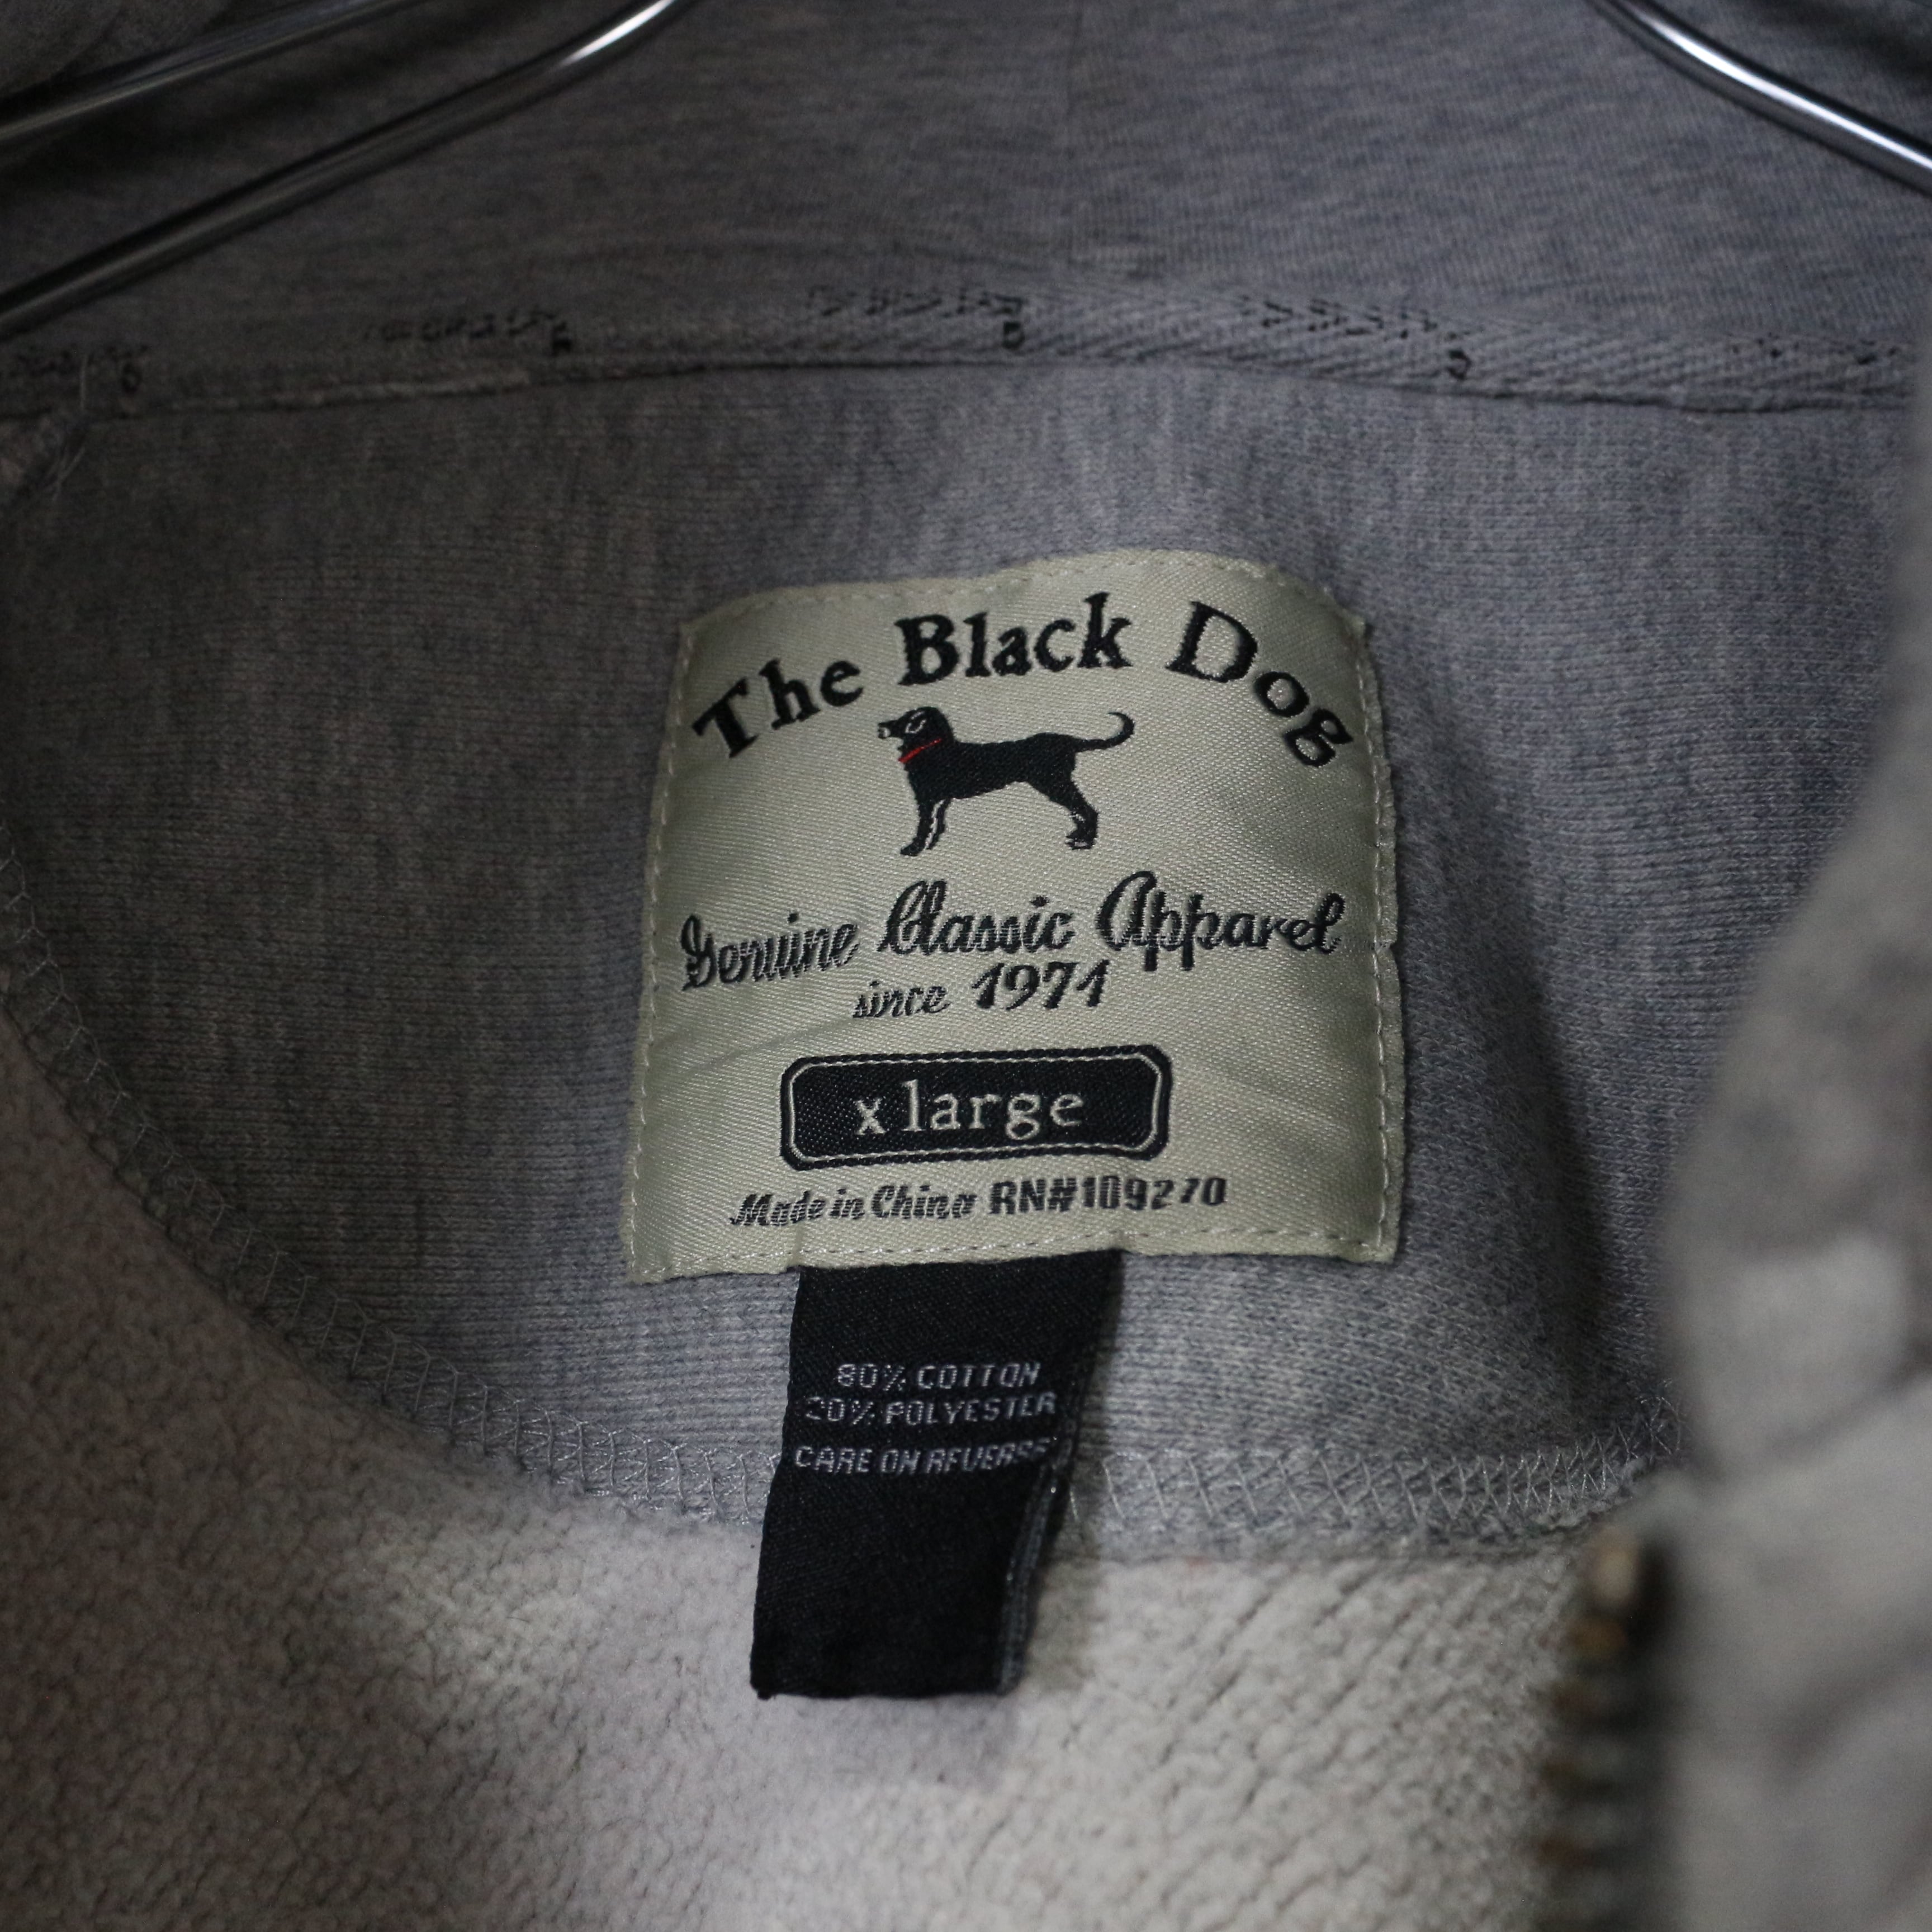 The Black Dog
Genuine Classic Apparel
since 1971
x large
Made in China RN#109270
80% COTTON
20% POLYESTER
CARE ON REVERSE